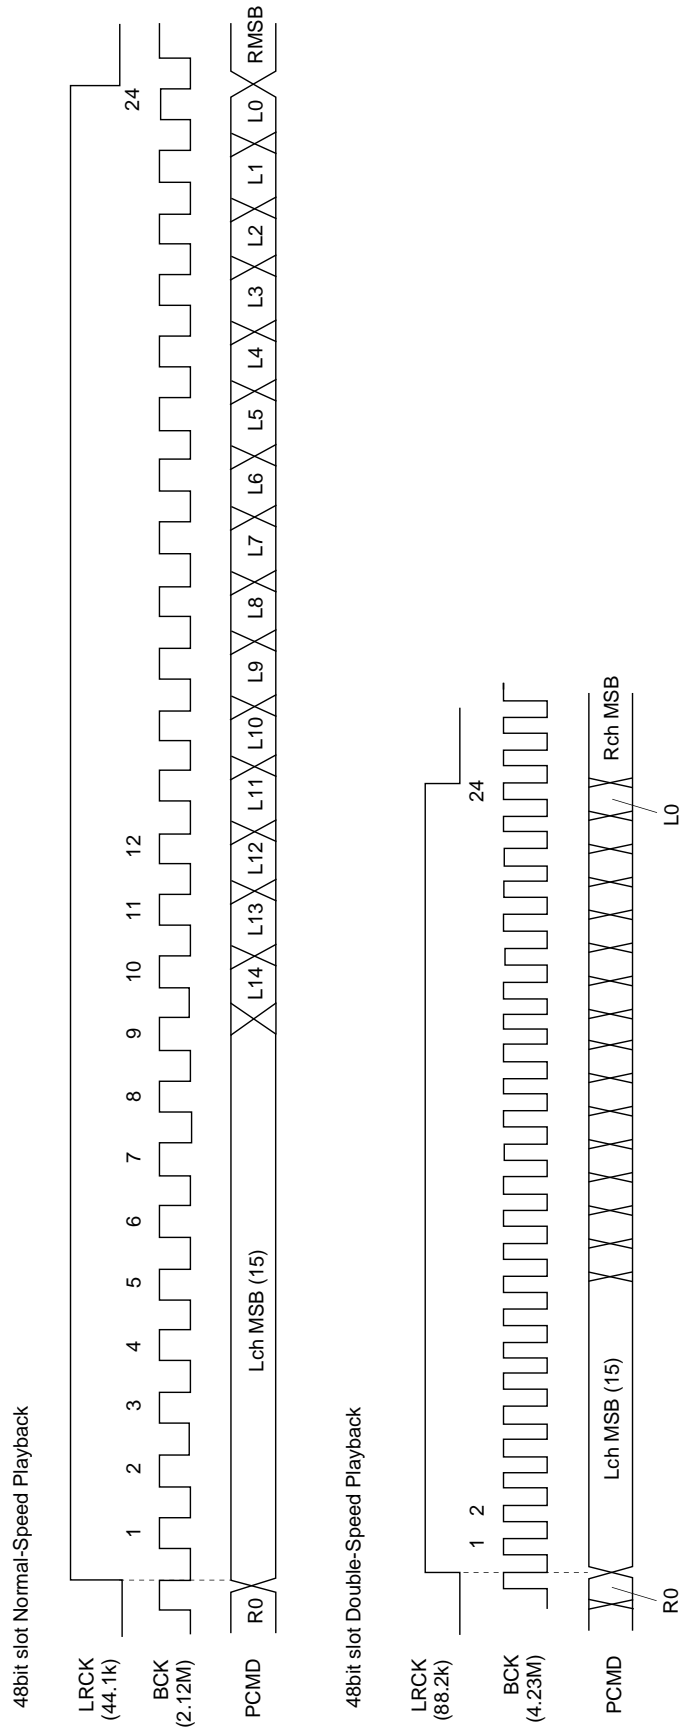 48bit slot Normal-Speed Playback
LRCK
(44.1k)
1 2 3 4 5 6 7 8 9 10 11 12 24
BCK
(2.12M)
PCMD
R0 Lch MSB (15) L14 L13 L12 L11 L10 L9 L8 L7 L6 L5 L4 L3 L2 L1 L0 RMSB
48bit slot Double-Speed Playback
LRCK
(88.2k)
1 2 24
BCK
(4.23M)
PCMD
Lch MSB (15) Rch MSB
R0 L0